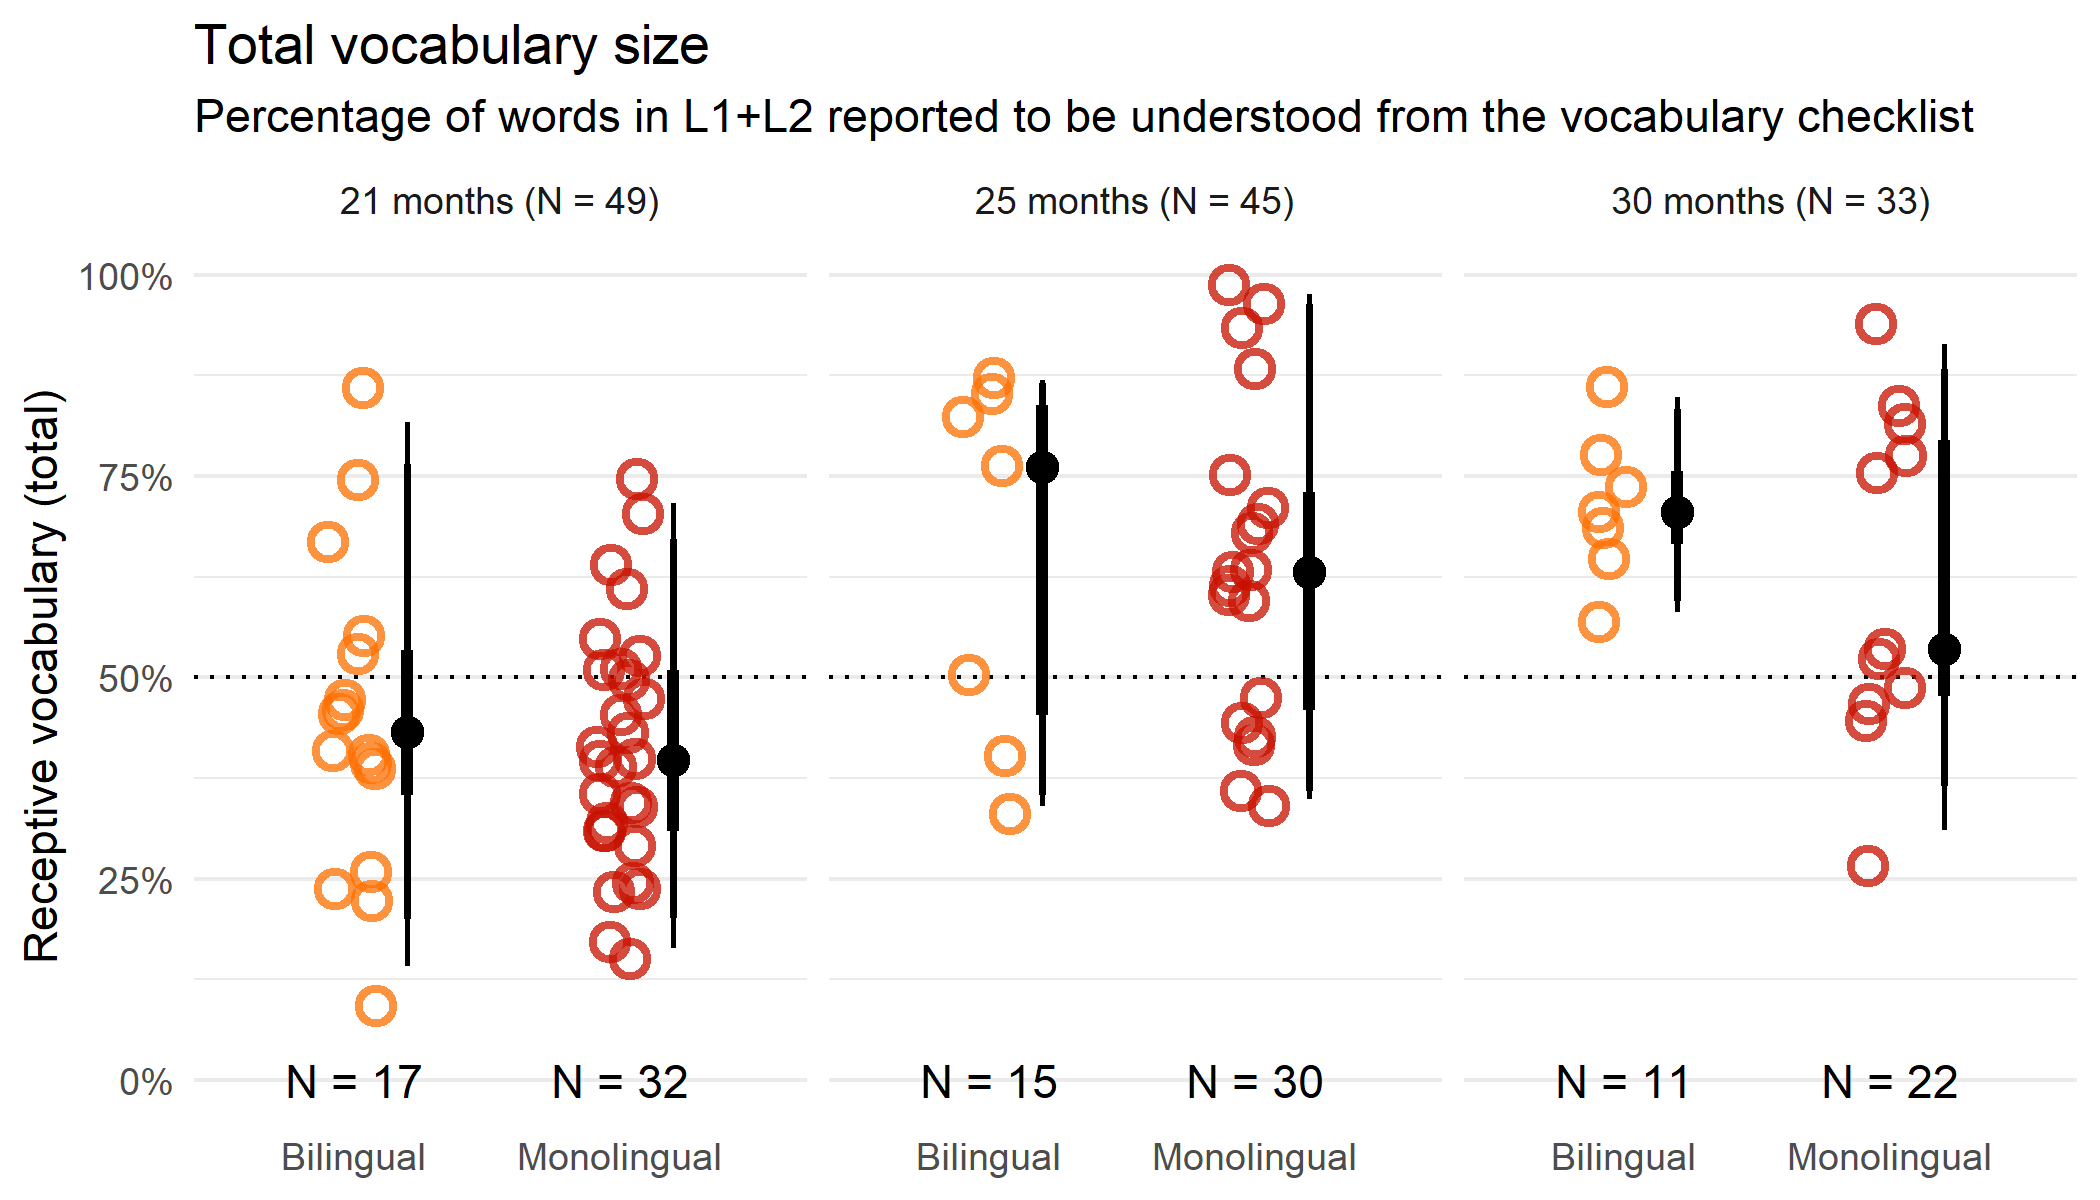 Total vocabulary size
Percentage of words in L1+L2 reported to be understood from the vocabulary checklist
21 months (N = 49)
25 months (N = 45)
30 months (N = 33)
Receptive vocabulary (total)
100%
75%
50%
25%
0%
N = 17
N = 32
N = 15
N = 30
N = 11
N = 22
Bilingual
Monolingual
Bilingual
Monolingual
Bilingual
Monolingual